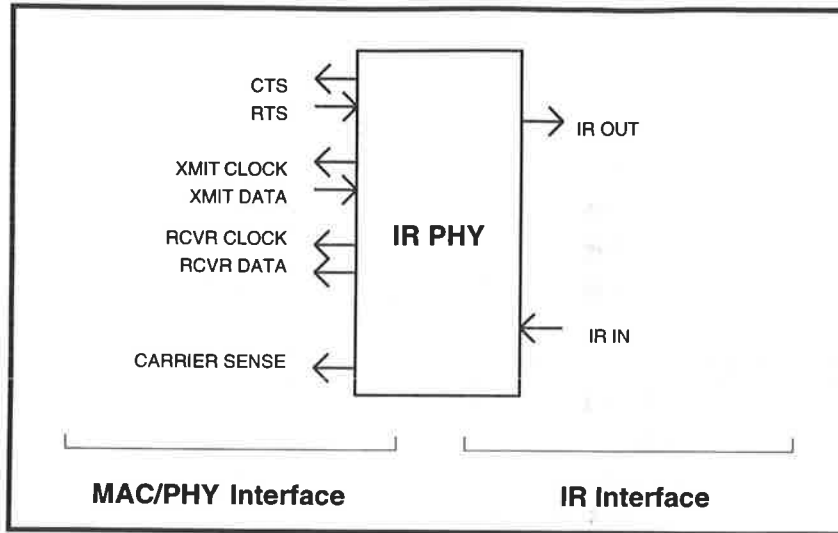 CTS
RTS
IR OUT
XMIT CLOCK
XMIT DATA
RCVR CLOCK
IR PHY
RCVR DATA
IR IN
CARRIER SENSE
MAC/PHY Interface
IR Interface